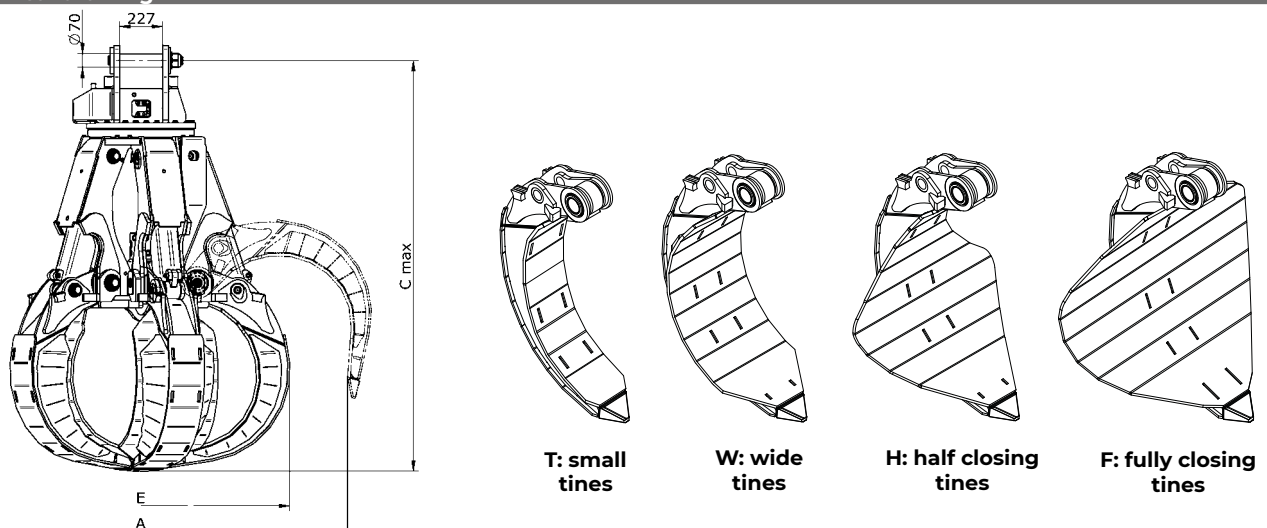 227
Ø70
C max
E
A
T: small
tines
W: wide
tines
H: half closing
tines
F: fully closing
tines